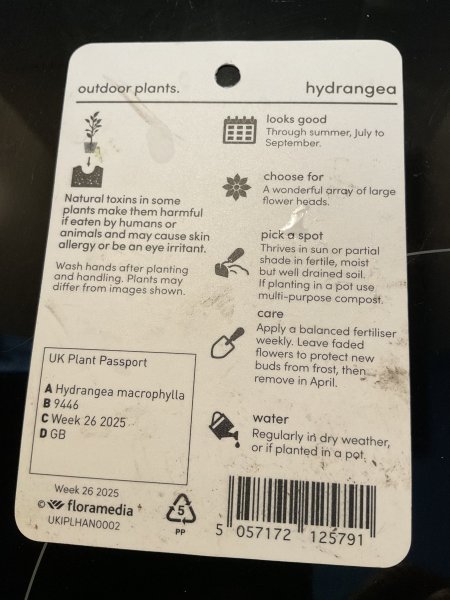 outdoor plants.
hydrangea
Natural toxins in some
plants make them harmful
if eaten by humans or
animals and may cause skin
allergy or be an eye irritant.
Wash hands after planting
and handling. Plants may
differ from images shown.
looks good
Through summer, July to
September.
choose for
A wonderful array of large
flower heads.
pick a spot
Thrives in sun or partial
shade in fertile, moist
but well drained soil.
If planting in a pot use
multi-purpose compost.
care
Apply a balanced fertiliser
weekly. Leave faded
flowers to protect new
buds from frost, then
remove in April.
water
Regularly in dry weather,
or if planted in a pot.
UK Plant Passport
A Hydrangea macrophylla
B 9446
C Week 26 2025
D GB
Week 26 2025
© floramedia
UKIPLHAN0002
5
PP
5 057172 125791